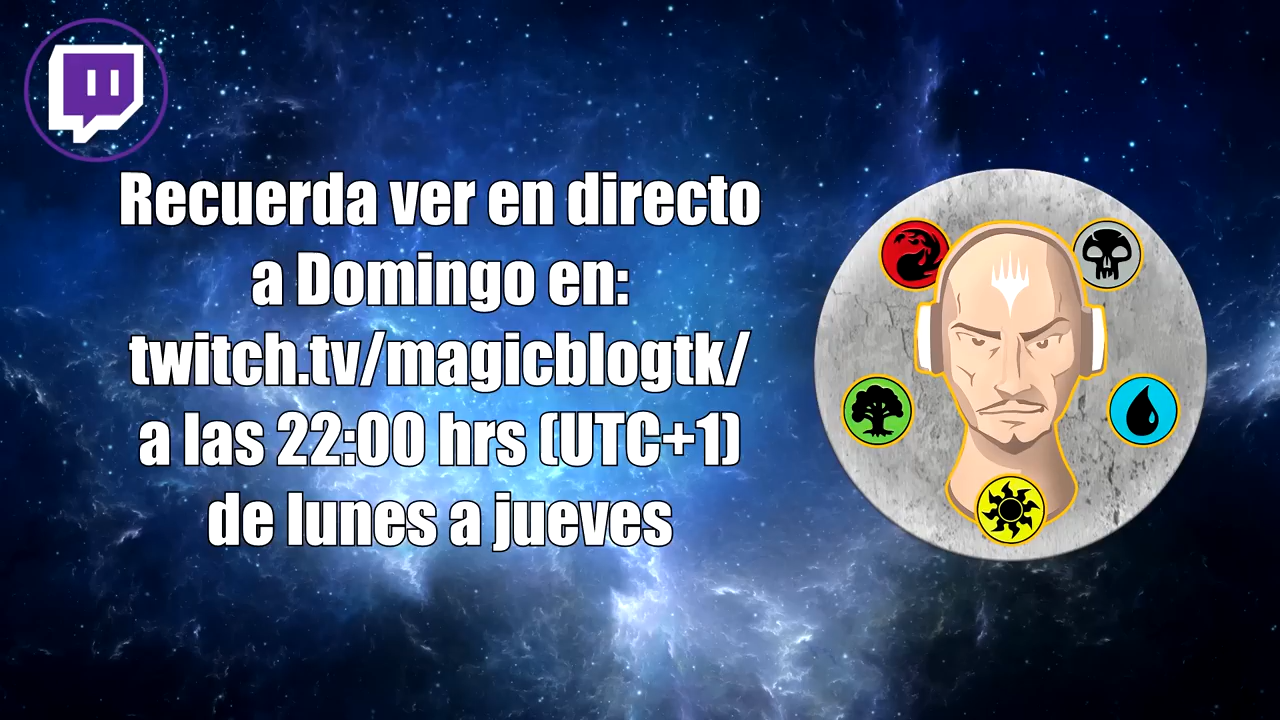 Recuerda ver en directo
a Domingo en:
twitch.tv/magicblogtk/
a las 22:00 hrs (UTC+1)
de lunes a jueves